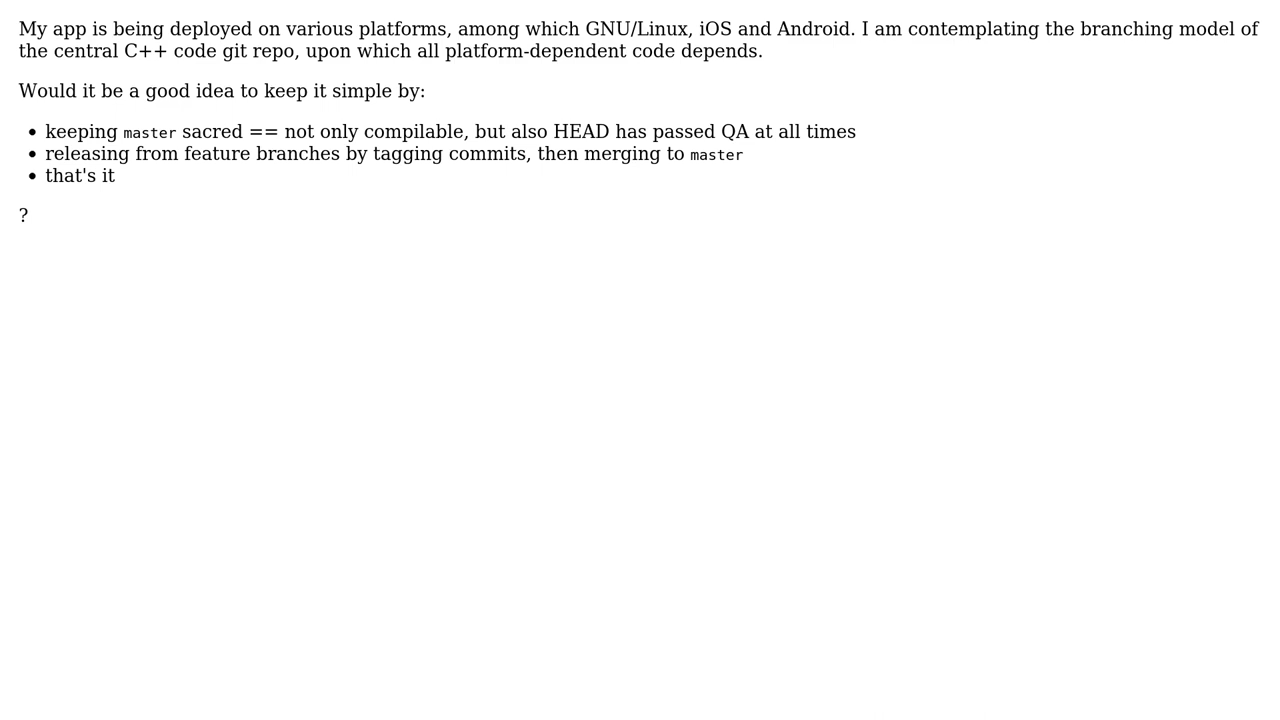 My app is being deployed on various platforms, among which GNU/Linux, iOS and Android. I am contemplating the branching model of
the central C++ code git repo, upon which all platform-dependent code depends.
Would it be a good idea to keep it simple by:
• keeping master sacred == not only compilable, but also HEAD has passed QA at all times
• releasing from feature branches by tagging commits, then merging to master
• that's it
?